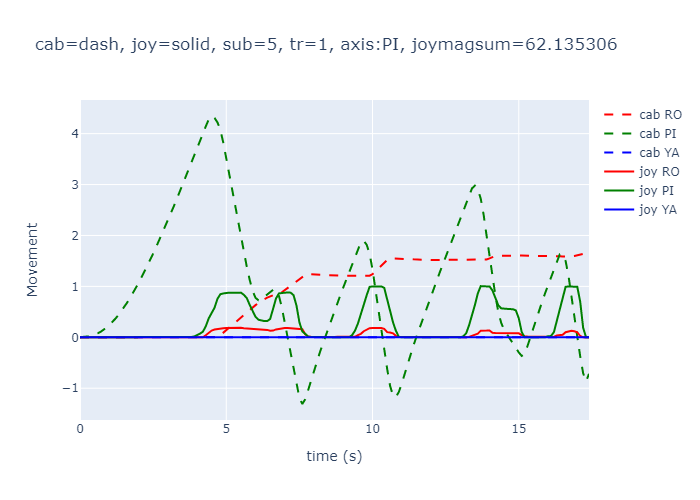 cab=dash, joy=solid, sub=5, tr=1, axis:PI, joymagsum=62.135306
cab RO
cab PI
cab YA
joy RO
joy PI
joy YA
Movement
4
3
2
1
0
−1
0 5 10 15
time (s)